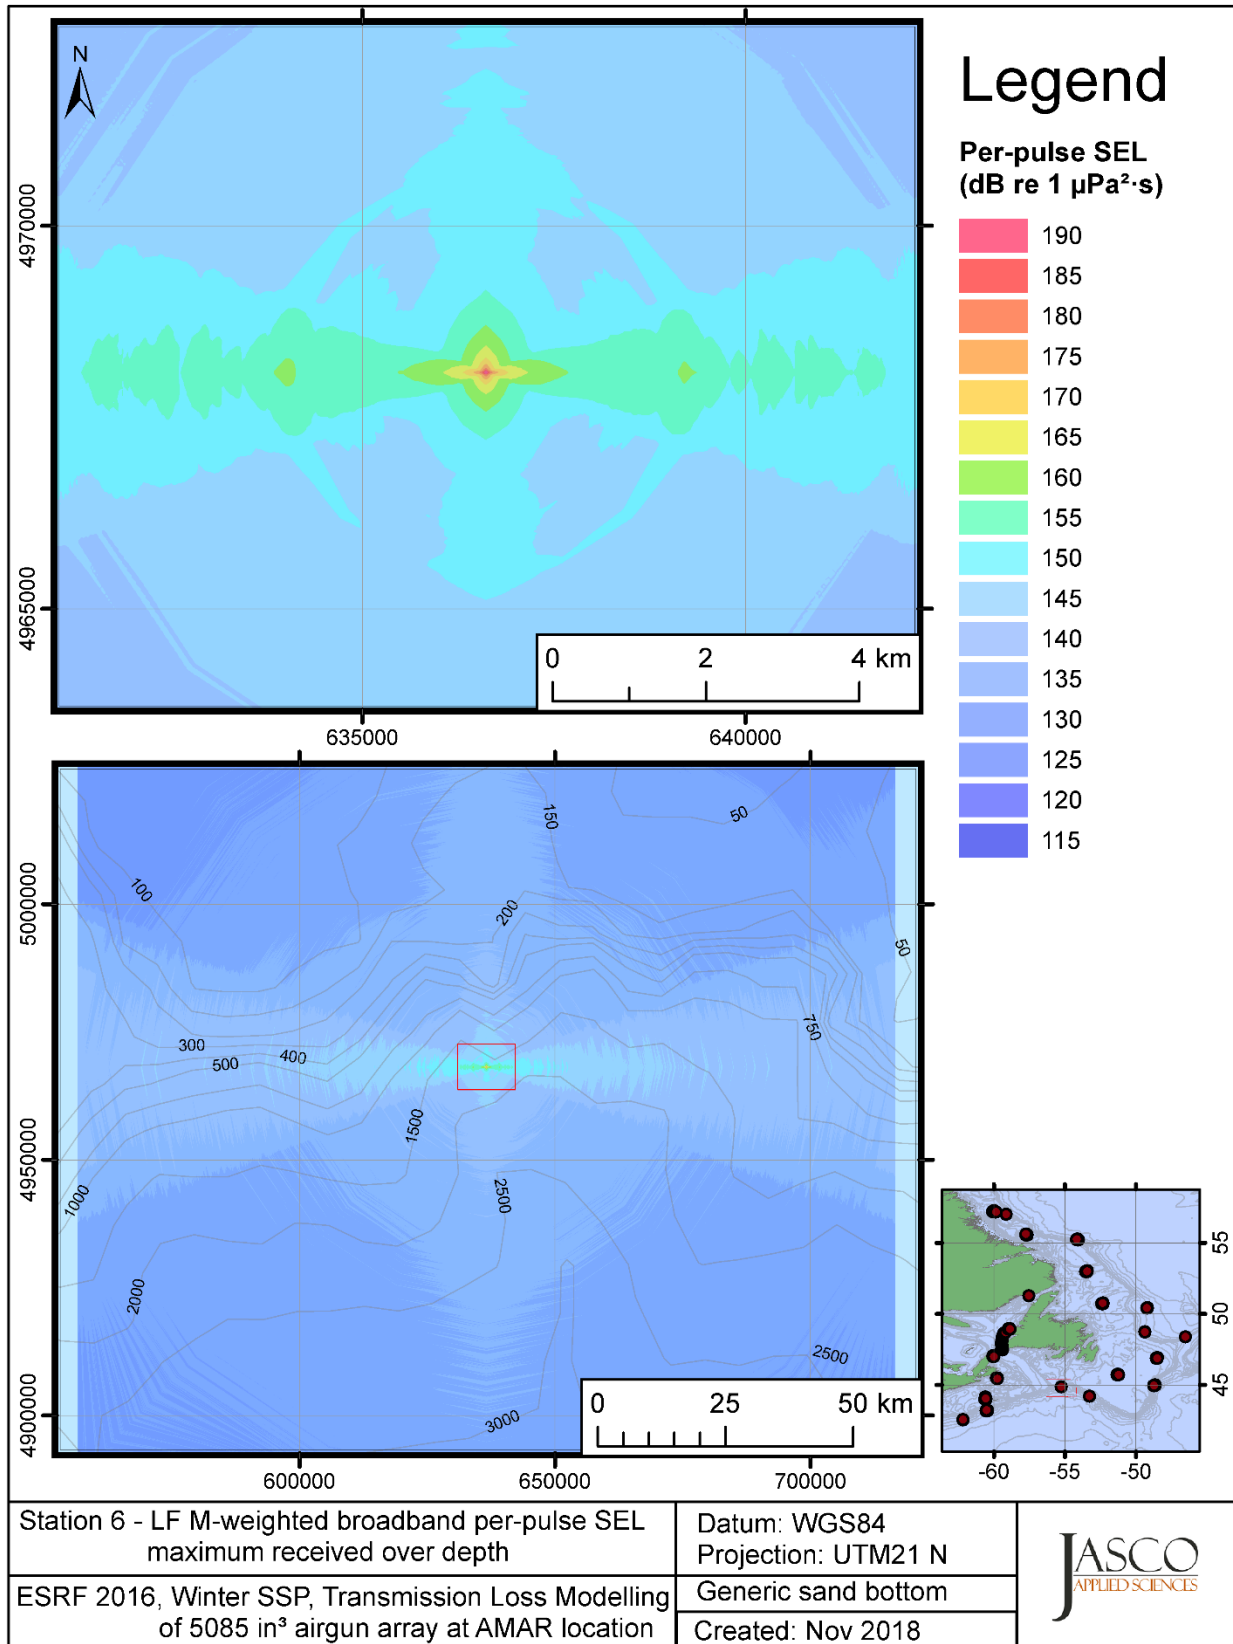 N
4970000
4965000
0 2 4 km
635000 640000
Legend
Per-pulse SEL
(dB re 1 µPa²·s)
190
185
180
175
170
165
160
155
150
145
140
135
130
125
120
115
5000000
4950000
4900000
100
150
50
200
50
300
500
400
750
1500
1000
2500
2000
2500
3000
0 25 50 km
600000 650000 700000
55
50
45
-60 -55 -50
Station 6 - LF M-weighted broadband per-pulse SEL
maximum received over depth
ESRF 2016, Winter SSP, Transmission Loss Modelling
of 5085 in³ airgun array at AMAR location
Datum: WGS84
Projection: UTM21 N
Generic sand bottom
Created: Nov 2018
JASCO
APPLIED SCIENCES